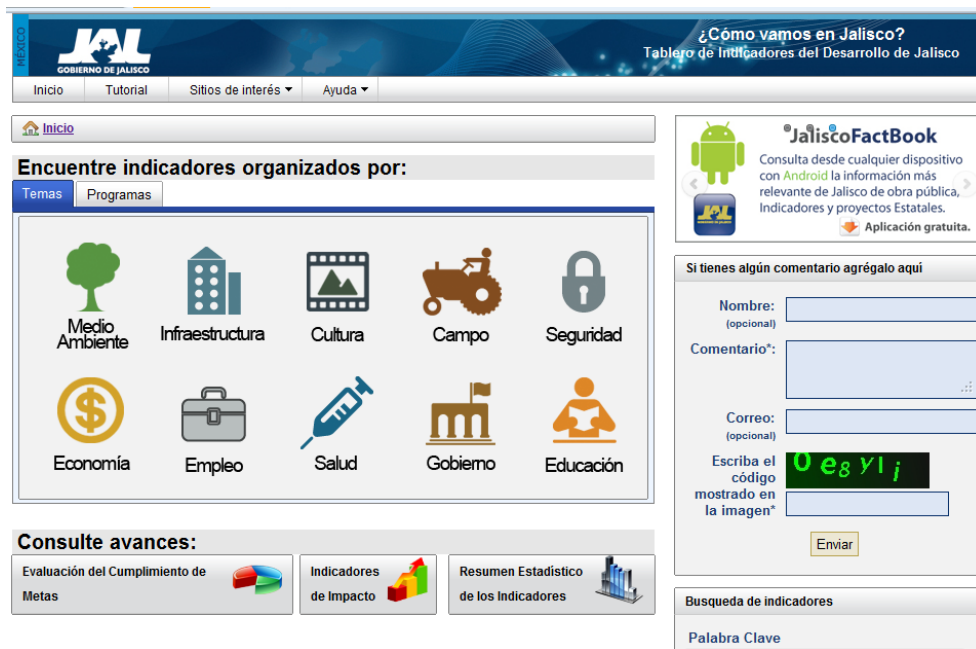 MÉXICO
JAL
GOBIERNO DE JALISCO
¿Cómo vamos en Jalisco?
Tablero de Indicadores del Desarrollo de Jalisco
Inicio Tutorial Sitios de interés Ayuda
Inicio
Encuentre indicadores organizados por:
Temas Programas
Medio
Ambiente
Infraestructura
Cultura
Campo
Seguridad
Economía
Empleo
Salud
Gobierno
Educación
Consulte avances:
Evaluación del Cumplimiento de
Metas
Indicadores
de Impacto
Resumen Estadístico
de los Indicadores
JaliscoFactBook
Consulta desde cualquier dispositivo
con Android la información más
relevante de Jalisco de obra pública,
Indicadores y proyectos Estatales.
JAL
Aplicación gratuita.
Si tienes algún comentario agrégalo aquí
Nombre:
(opcional)
Comentario*:
Correo:
(opcional)
Escriba el
código
mostrado en
la imagen*
Enviar
Busqueda de indicadores
Palabra Clave